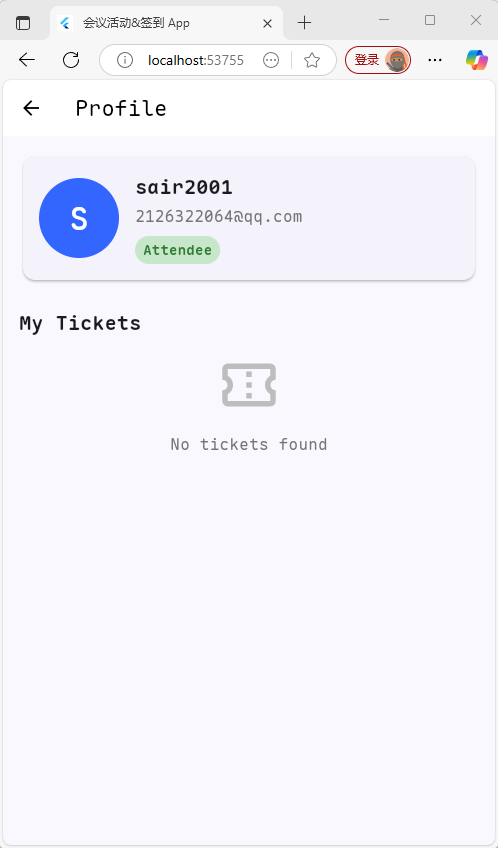 会议活动&签到 App
localhost:53755
登录
Profile
S
sair2001
2126322064@qq.com
Attendee
My Tickets
No tickets found